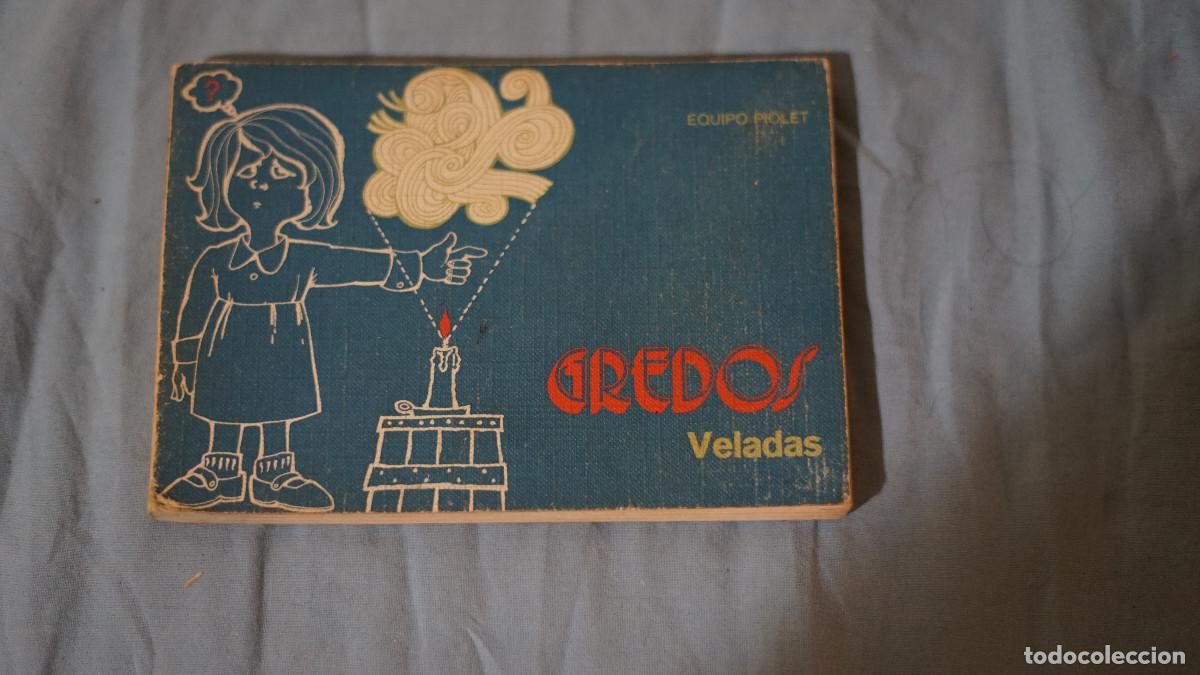 ?
EQUIPO PIOLET
GREDOS
Veladas
todocoleccion